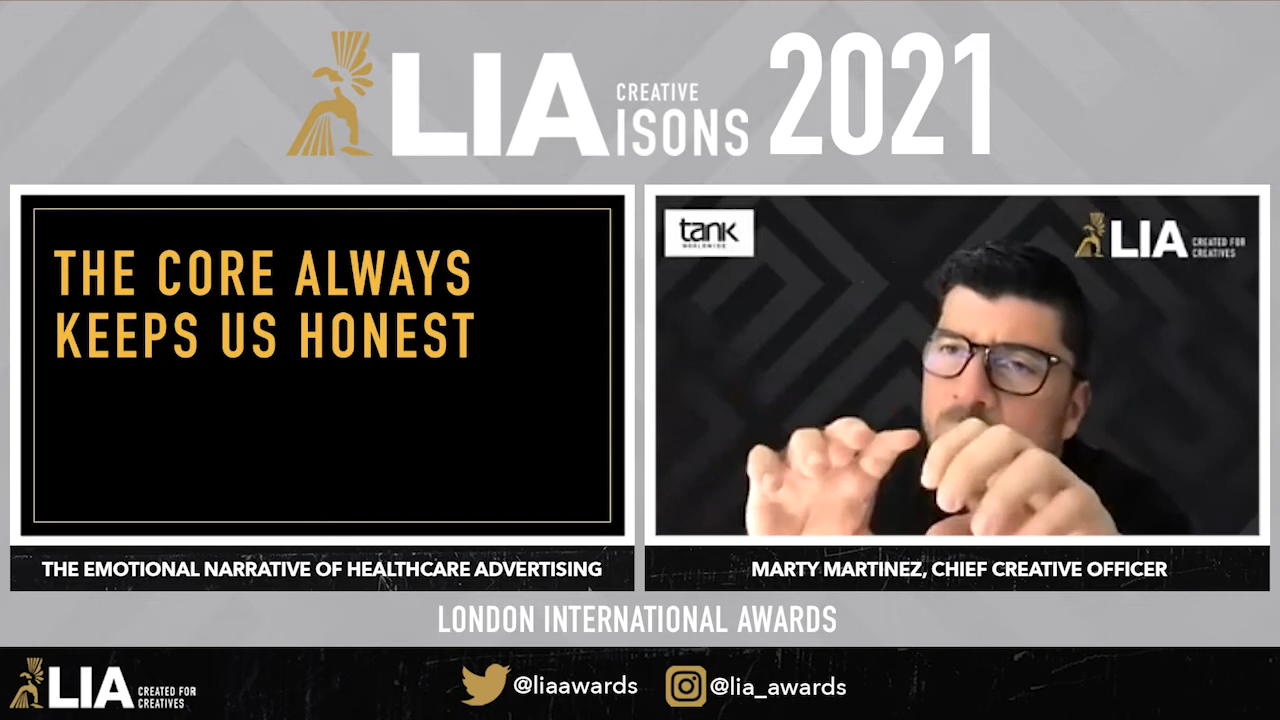 LIA CREATIVE ISONS 2021
THE CORE ALWAYS
KEEPS US HONEST
tank
WORLDWIDE
LIA CREATED FOR
CREATIVES
THE EMOTIONAL NARRATIVE OF HEALTHCARE ADVERTISING
MARTY MARTINEZ, CHIEF CREATIVE OFFICER
LONDON INTERNATIONAL AWARDS
LIA CREATED FOR
CREATIVES
@liaawards
@lia_awards